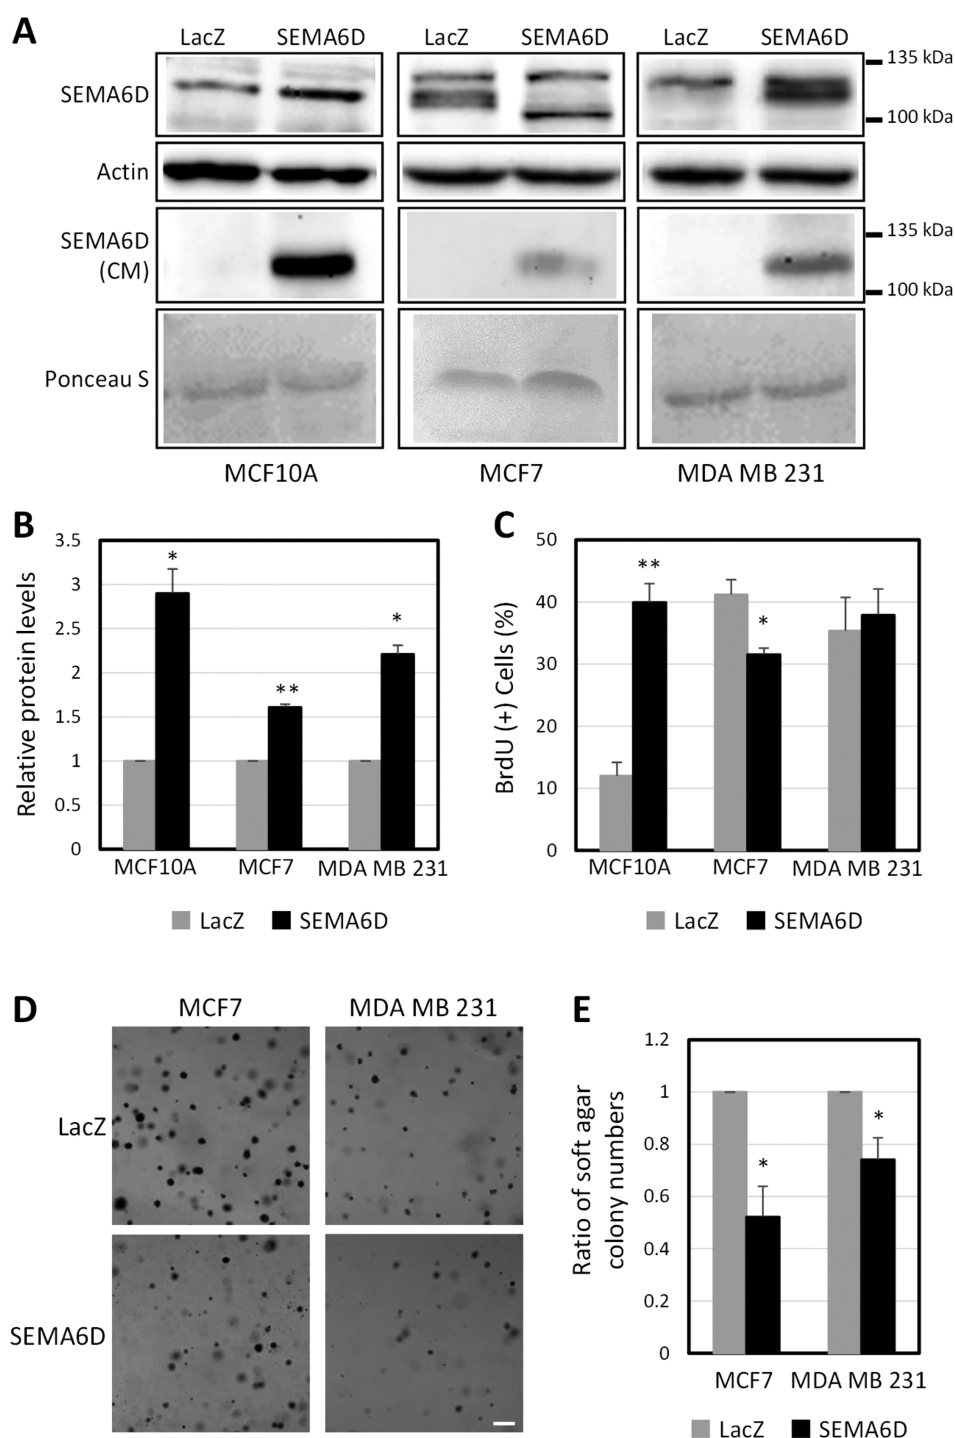 A
LacZ SEMA6D LacZ SEMA6D LacZ SEMA6D
SEMA6D
135 kDa
100 kDa
Actin
SEMA6D
(CM)
135 kDa
100 kDa
Ponceau S
MCF10A MCF7 MDA MB 231
B
Relative protein levels
3.5
3
2.5
2
1.5
1
0.5
0
*
**
*
MCF10A MCF7 MDA MB 231
LacZ SEMA6D
C
BrdU (+) Cells (%)
50
40
30
20
10
0
**
*
MCF10A MCF7 MDA MB 231
LacZ SEMA6D
D
MCF7 MDA MB 231
LacZ
SEMA6D
E
Ratio of soft agar
colony numbers
1.2
1
0.8
0.6
0.4
0.2
0
*
*
MCF7 MDA MB 231
LacZ SEMA6D